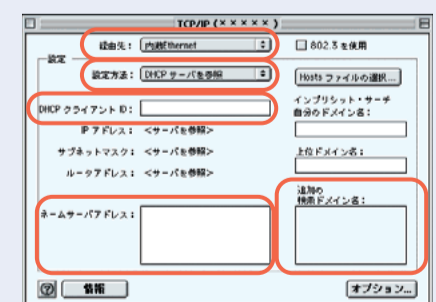 TCP/IP (×××××)
経由先： 内蔵Ethernet
802.3 を使用
設定
設定方法： DHCP サーバを参照
Hosts ファイルの選択...
DHCP クライアント ID：
インプリシット・サーチ
自分のドメイン名：
IP アドレス： <サーバを参照>
サブネットマスク： <サーバを参照>
上位ドメイン名：
ルータアドレス： <サーバを参照>
追加の
検索ドメイン名：
ネームサーバアドレス：
?
情報
オプション...